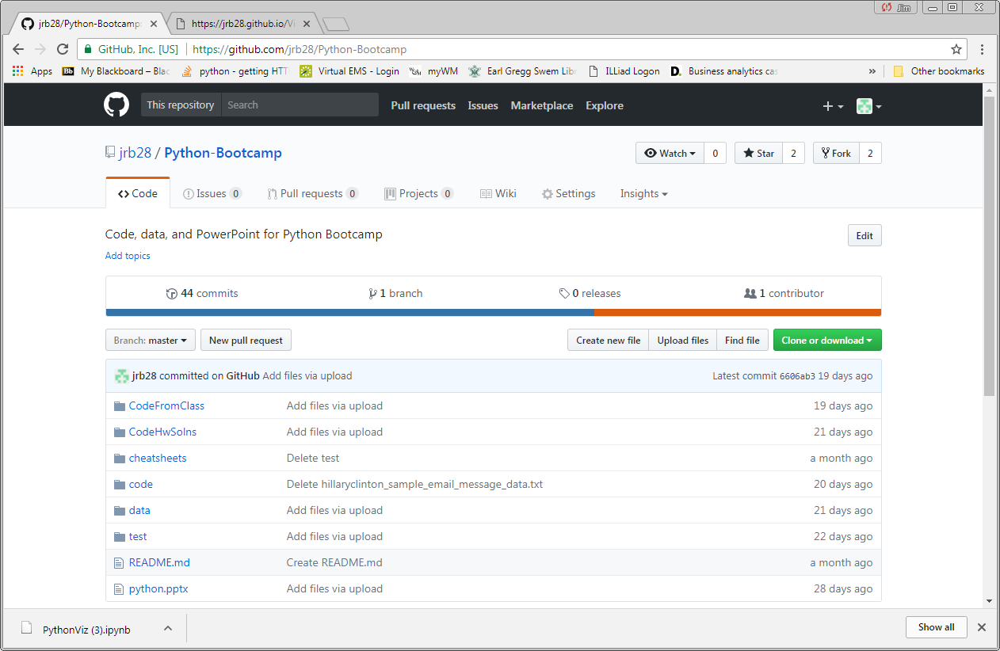 Jim
jrb28/Python-Bootcamp:
https://jrb28.github.io/Vi
GitHub, Inc. [US] https://github.com/jrb28/Python-Bootcamp
Apps Bb My Blackboard – Blac python - getting HTT Virtual EMS - Login myWM Earl Gregg Swem Libr ILLiad Logon D. Business analytics cas » Other bookmarks
This repository Search Pull requests Issues Marketplace Explore
jrb28 / Python-Bootcamp Watch 0 Star 2 Fork 2
Code Issues 0 Pull requests 0 Projects 0 Wiki Settings Insights
Code, data, and PowerPoint for Python Bootcamp Edit
Add topics
44 commits 1 branch 0 releases 1 contributor
Branch: master New pull request Create new file Upload files Find file Clone or download
jrb28 committed on GitHub Add files via upload Latest commit 6606ab3 19 days ago
CodeFromClass Add files via upload 19 days ago
CodeHwSolns Add files via upload 21 days ago
cheatsheets Delete test a month ago
code Delete hillaryclinton_sample_email_message_data.txt 20 days ago
data Add files via upload 21 days ago
test Add files via upload 22 days ago
README.md Create README.md a month ago
python.pptx Add files via upload 28 days ago
PythonViz (3).ipynb Show all